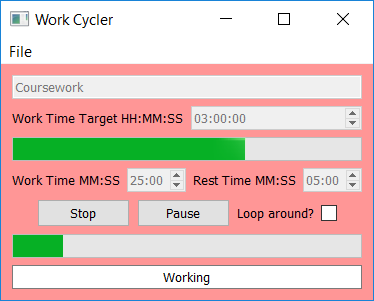 Work Cycler
File
Coursework
Work Time Target HH:MM:SS 03:00:00
Work Time MM:SS 25:00 Rest Time MM:SS 05:00
Stop Pause Loop around?
Working